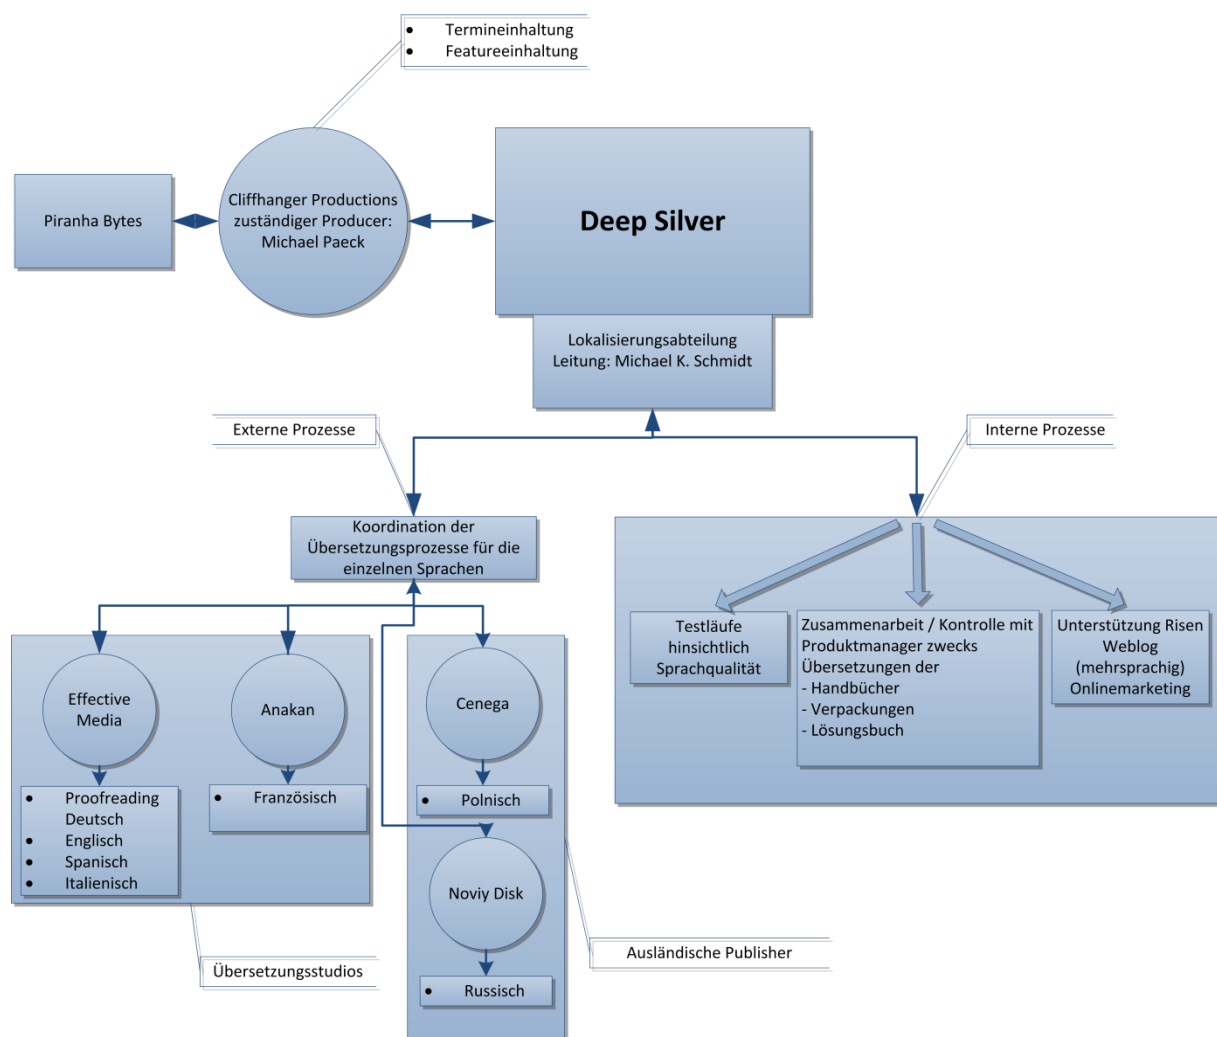 • Termineinhaltung
• Featureeinhaltung
Piranha Bytes
Cliffhanger Productions
zuständiger Producer:
Michael Paeck
Deep Silver
Lokalisierungsabteilung
Leitung: Michael K. Schmidt
Externe Prozesse
Interne Prozesse
Koordination der
Übersetzungsprozesse für die
einzelnen Sprachen
Testläufe
hinsichtlich
Sprachqualität
Zusammenarbeit / Kontrolle mit
Produktmanager zwecks
Übersetzungen der
- Handbücher
- Verpackungen
- Lösungsbuch
Unterstützung Risen
Weblog
(mehrsprachig)
Onlinemarketing
Effective
Media
Anakan
Cenega
• Proofreading
Deutsch
• Englisch
• Spanisch
• Italienisch
• Französisch
• Polnisch
Noviy Disk
• Russisch
Übersetzungsstudios
Ausländische Publisher